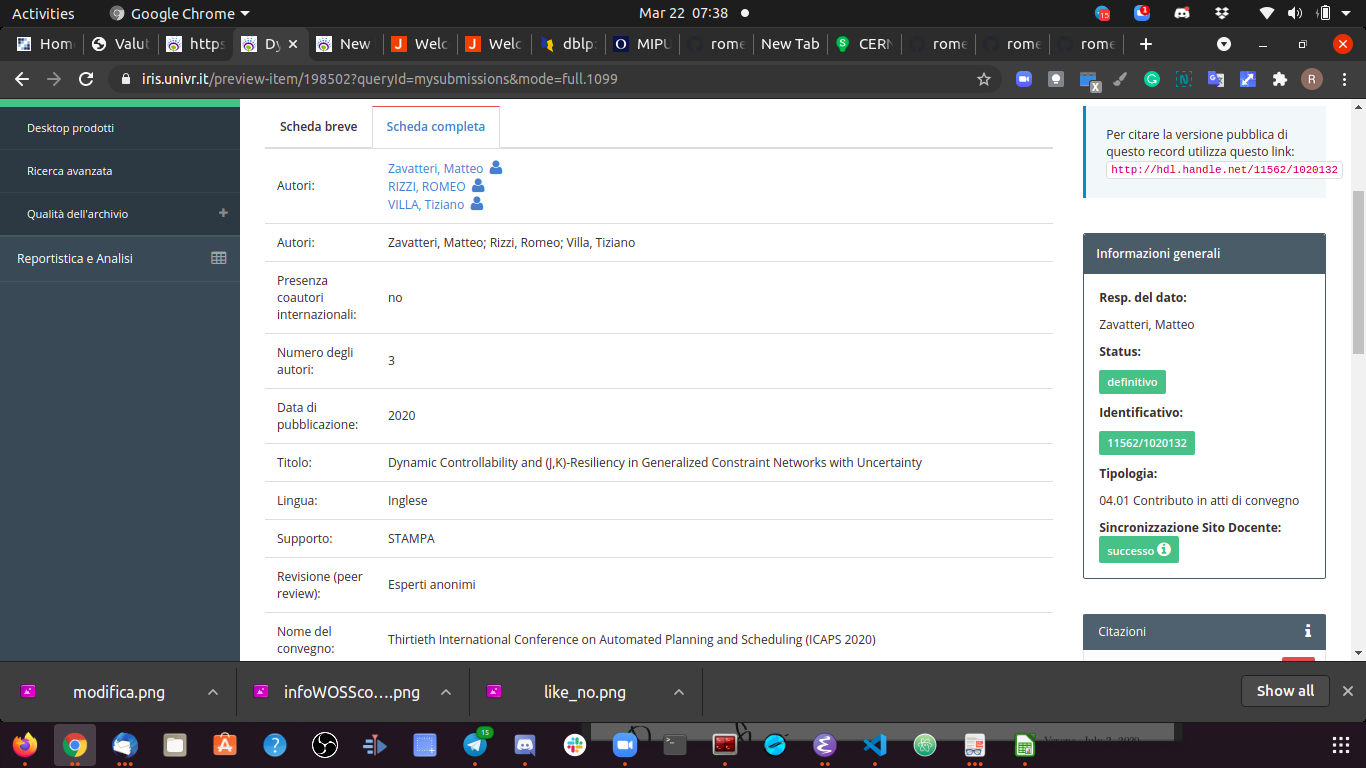 Activities
Google Chrome
Mar 22 07:38
15
1
Hom
Valut
https
Dy
New
Welc
Welc
dblp:
MIPU
rome
New Tab
CERN
rome
rome
rome
iris.univr.it/preview-item/198502?queryId=mysubmissions&mode=full.1099
R
Desktop prodotti
Ricerca avanzata
Qualità dell'archivio
Reportistica e Analisi
Scheda breve
Scheda completa
Autori:
Zavatteri, Matteo
RIZZI, ROMEO
VILLA, Tiziano
Autori:
Zavatteri, Matteo; Rizzi, Romeo; Villa, Tiziano
Presenza
coautori
internazionali:
no
Numero degli
autori:
3
Data di
pubblicazione:
2020
Titolo:
Dynamic Controllability and (J,K)-Resiliency in Generalized Constraint Networks with Uncertainty
Lingua:
Inglese
Supporto:
STAMPA
Revisione (peer
review):
Esperti anonimi
Nome del
convegno:
Thirtieth International Conference on Automated Planning and Scheduling (ICAPS 2020)
Per citare la versione pubblica di
questo record utilizza questo link:
http://hdl.handle.net/11562/1020132
Informazioni generali
Resp. del dato:
Zavatteri, Matteo
Status:
definitivo
Identificativo:
11562/1020132
Tipologia:
04.01 Contributo in atti di convegno
Sincronizzazione Sito Docente:
successo
Citazioni
modifica.png
infoWOSSco....png
like_no.png
Show all
15